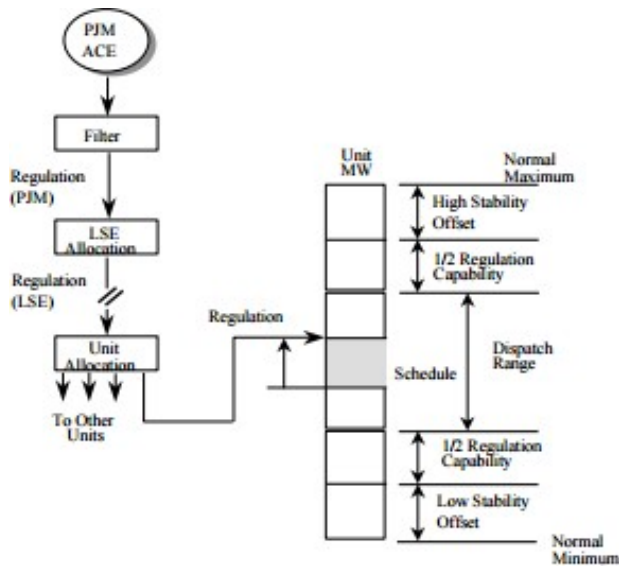 PJM
ACE
Filter
Regulation
(PJM)
LSE
Allocation
Regulation
(LSE)
Unit
Allocation
To Other
Units
Regulation
Unit
MW
Normal
Maximum
High Stability
Offset
1/2 Regulation
Capability
Dispatch
Range
Schedule
1/2 Regulation
Capability
Low Stability
Offset
Normal
Minimum